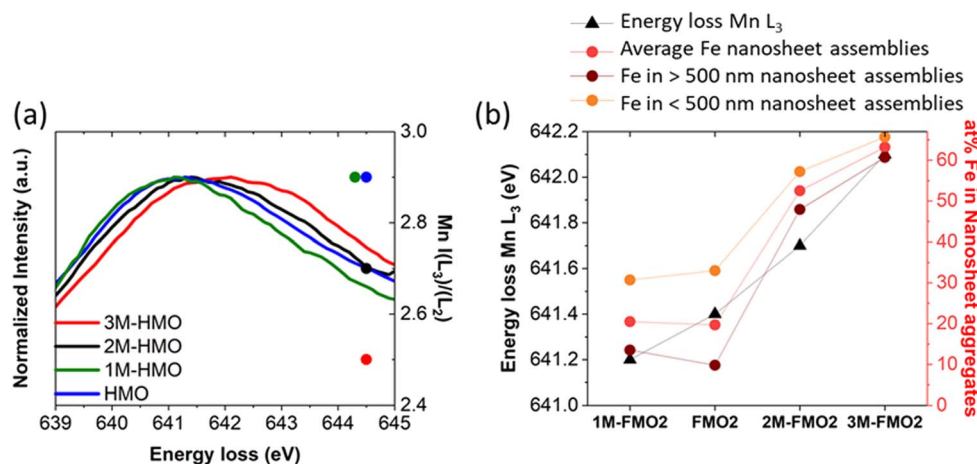 Energy loss Mn L₃
Average Fe nanosheet assemblies
Fe in > 500 nm nanosheet assemblies
Fe in < 500 nm nanosheet assemblies
(a)
Normalized Intensity (a.u.)
3M-HMO
2M-HMO
1M-HMO
HMO
639 640 641 642 643 644 645
Energy loss (eV)
3.0
2.8
2.6
2.4
Mn I(L₃)/(L₂)
(b)
Energy loss Mn L₃ (eV)
642.2
642.0
641.8
641.6
641.4
641.2
641.0
1M-FMO2 FMO2 2M-FMO2 3M-FMO2
60
50
40
30
20
10
0
at% Fe in Nanosheet aggregates